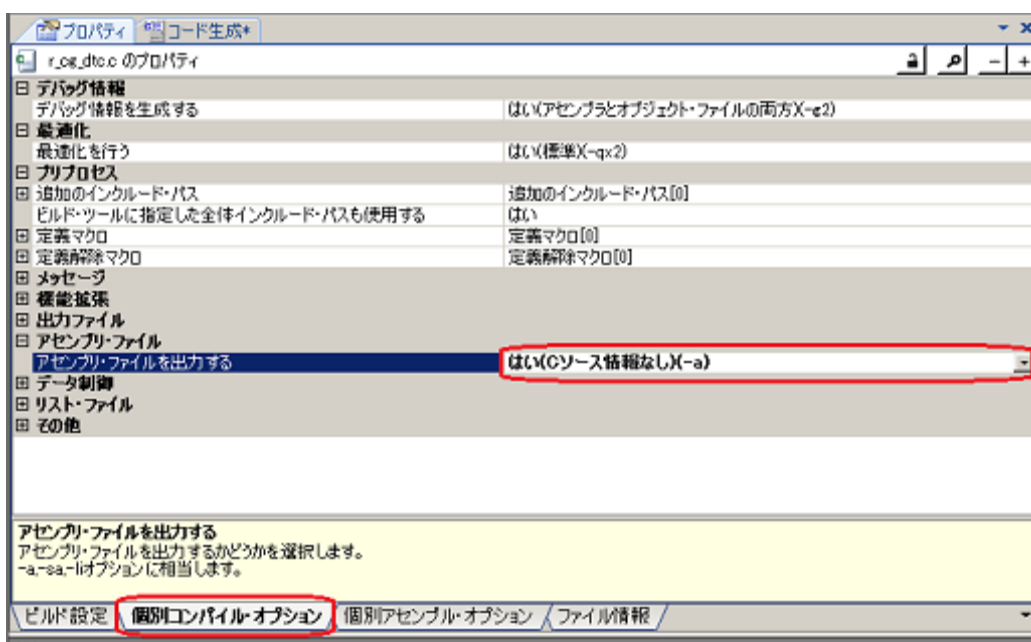 プロパティ コード生成*
r_cg_dtc.c のプロパティ
デバッグ情報
デバッグ情報を生成する はい(アセンブラとオブジェクト・ファイルの両方)(-g2)
最適化
最適化を行う はい(標準)(-qx2)
プリプロセス
追加のインクルード・パス 追加のインクルード・パス[0]
ビルド・ツールに指定した全体インクルード・パスも使用する はい
定義マクロ 定義マクロ[0]
定義解除マクロ 定義解除マクロ[0]
メッセージ
機能拡張
出力ファイル
アセンブリ・ファイル
アセンブリ・ファイルを出力する はい(Cソース情報なし)(-a)
データ制御
リスト・ファイル
その他
アセンブリ・ファイルを出力する
アセンブリ・ファイルを出力するかどうかを選択します。
-a,-sa,-liオプションに相当します。
ビルド設定 個別コンパイル・オプション 個別アセンブル・オプション ファイル情報